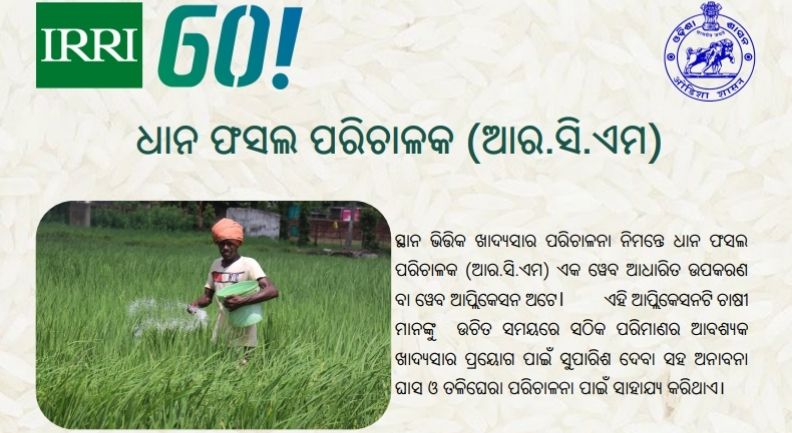 IRRI 60!
ଓଡ଼ିଶା ଶାସନ
ଧାନ ଫସଲ ପରିଚାଳକ (ଆର.ସି.ଏମ)
ସ୍ଥାନ ଭିତ୍ତିକ ଖାଦ୍ୟସାର ପରିଚାଳନା ନିମନ୍ତେ ଧାନ ଫସଲ
ପରିଚାଳକ (ଆର.ସି.ଏମ) ଏକ ୱେବ ଆଧାରିତ ଉପକରଣ
ବା ୱେବ ଆପ୍ଲିକେସନ ଅଟେ। ଏହି ଆପ୍ଲିକେସନଟି ଚାଷୀ
ମାନଙ୍କୁ ଉଚିତ ସମୟରେ ସଠିକ ପରିମାଣର ଆବଶ୍ୟକ
ଖାଦ୍ୟସାର ପ୍ରୟୋଗ ପାଇଁ ସୁପାରିଶ ଦେବା ସହ ଅନାବନା
ଘାସ ଓ ତଳିଘେରା ପରିଚାଳନା ପାଇଁ ସାହାଯ୍ୟ କରିଥାଏ।